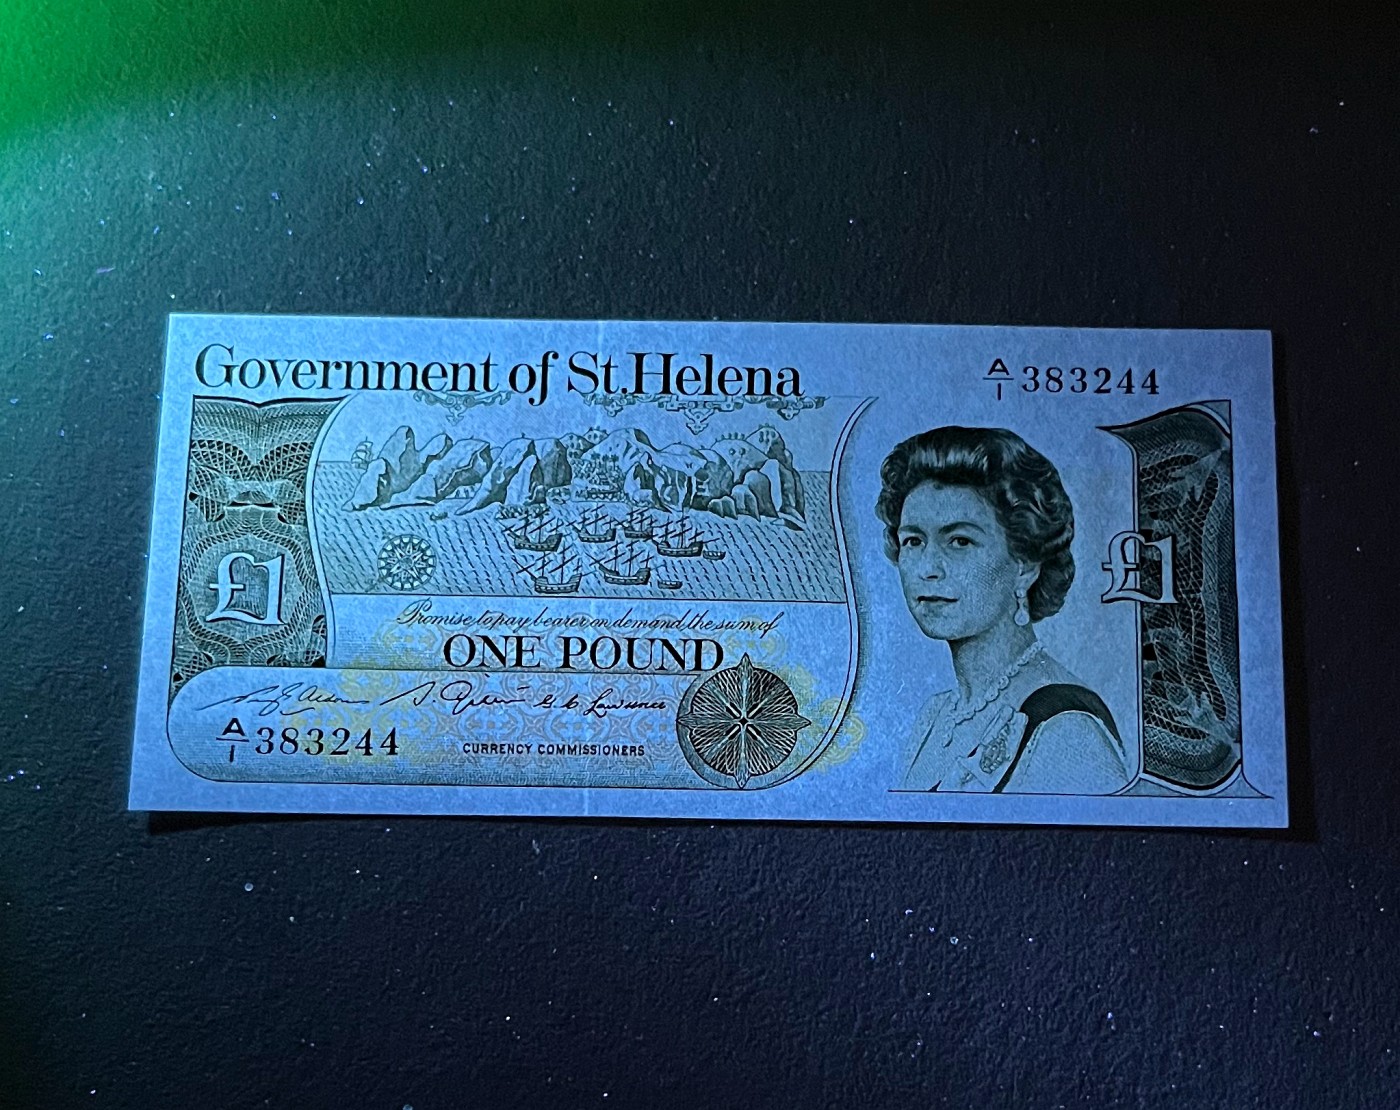 Government of St.Helena
A/1 383244
£1
£1
Promise to pay bearer on demand the sum of
ONE POUND
A/1 383244
CURRENCY COMMISSIONERS